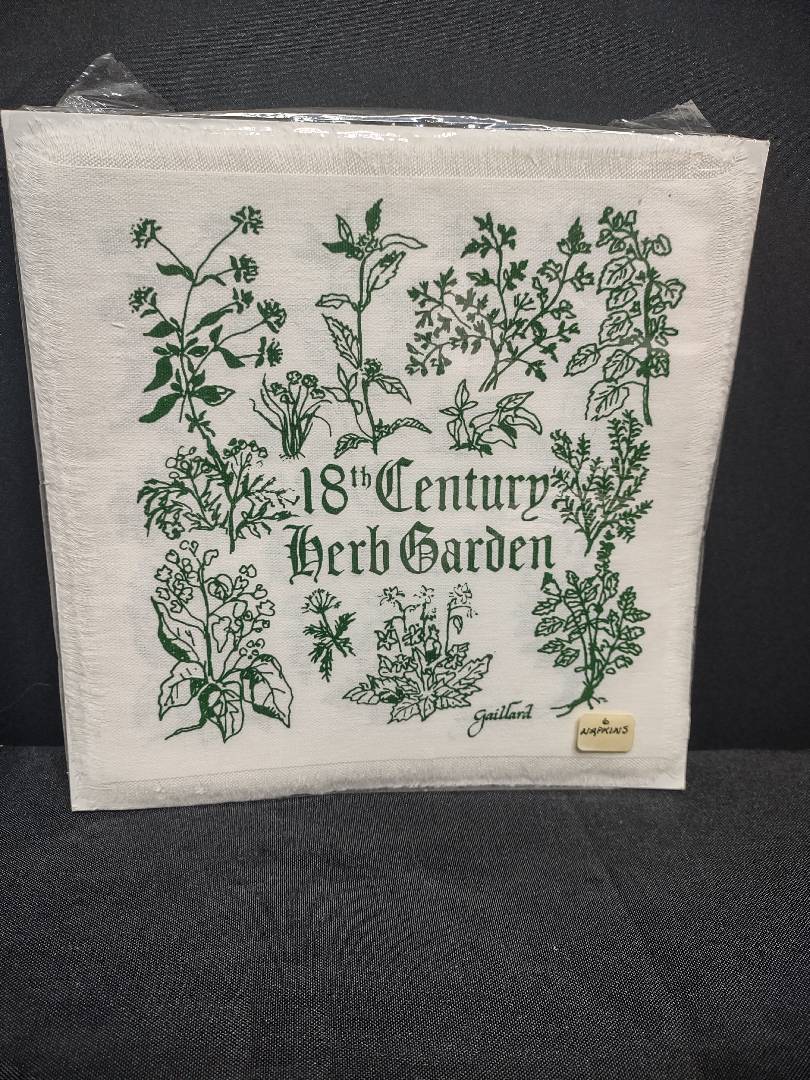 18th Century
Herb Garden
Gaillard
6
NAPKINS